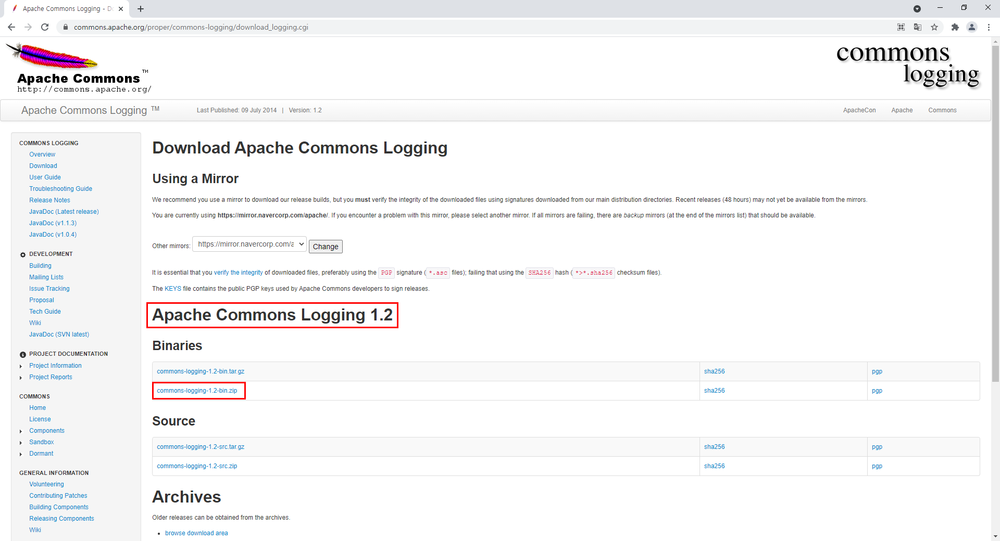 Apache Commons Logging - Do
commons.apache.org/proper/commons-logging/download_logging.cgi
Apache Commons ™
http://commons.apache.org/
commons
logging
Apache Commons Logging ™
Last Published: 09 July 2014 | Version: 1.2
ApacheCon Apache Commons
COMMONS LOGGING
Overview
Download
User Guide
Troubleshooting Guide
Release Notes
JavaDoc (Latest release)
JavaDoc (v1.1.3)
JavaDoc (v1.0.4)
DEVELOPMENT
Building
Mailing Lists
Issue Tracking
Proposal
Tech Guide
Wiki
JavaDoc (SVN latest)
PROJECT DOCUMENTATION
Project Information
Project Reports
COMMONS
Home
License
Components
Sandbox
Dormant
GENERAL INFORMATION
Volunteering
Contributing Patches
Building Components
Releasing Components
Wiki
Download Apache Commons Logging
Using a Mirror
We recommend you use a mirror to download our release builds, but you must verify the integrity of the downloaded files using signatures downloaded from our main distribution directories. Recent releases (48 hours) may not yet be available from the mirrors.
You are currently using https://mirror.navercorp.com/apache/. If you encounter a problem with this mirror, please select another mirror. If all mirrors are failing, there are backup mirrors (at the end of the mirrors list) that should be available.
Other mirrors: https://mirror.navercorp.com/a Change
It is essential that you verify the integrity of downloaded files, preferably using the PGP signature (*.asc files); failing that using the SHA256 hash (*>*.sha256 checksum files).
The KEYS file contains the public PGP keys used by Apache Commons developers to sign releases.
Apache Commons Logging 1.2
Binaries
commons-logging-1.2-bin.tar.gz sha256 pgp
commons-logging-1.2-bin.zip sha256 pgp
Source
commons-logging-1.2-src.tar.gz sha256 pgp
commons-logging-1.2-src.zip sha256 pgp
Archives
Older releases can be obtained from the archives.
• browse download area